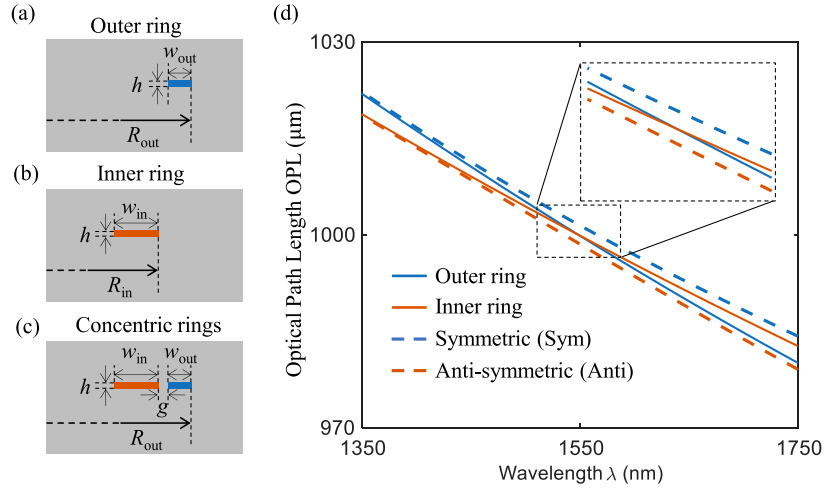 (a)
Outer ring
w_out
h
R_out
(b)
Inner ring
w_in
h
R_in
(c)
Concentric rings
w_in w_out
h
g
R_out
(d)
1030
1000
970
Optical Path Length OPL (μm)
Outer ring
Inner ring
Symmetric (Sym)
Anti-symmetric (Anti)
1350 1550 1750
Wavelength λ (nm)